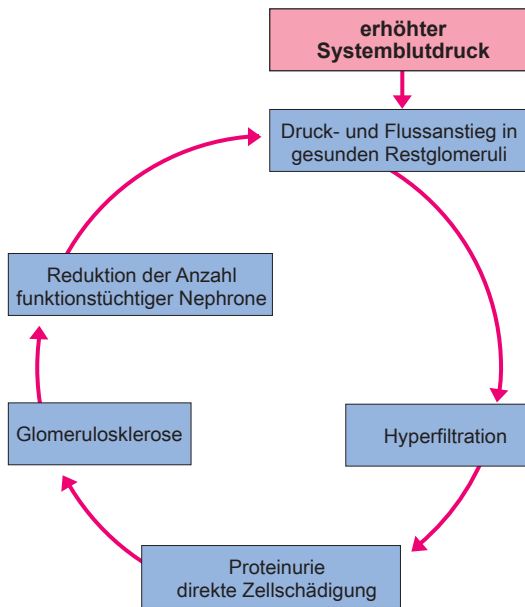 erhöhter
Systemblutdruck
Druck- und Flussanstieg in
gesunden Restglomeruli
Hyperfiltration
Proteinurie
direkte Zellschädigung
Glomerulosklerose
Reduktion der Anzahl
funktionstüchtiger Nephrone